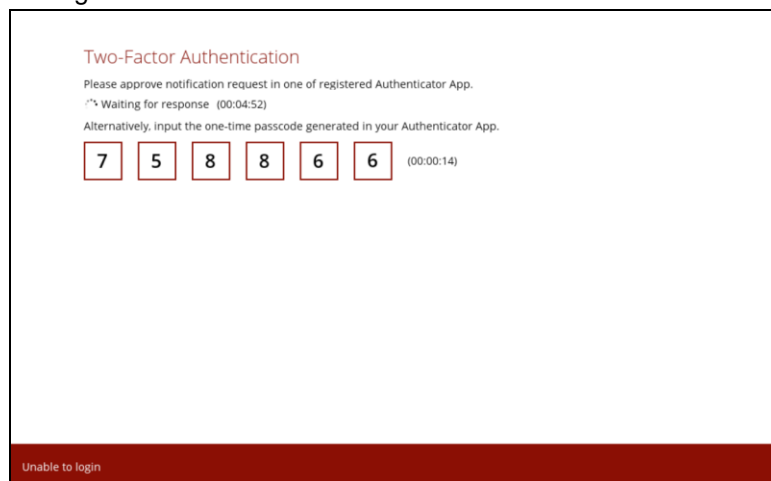 Two-Factor Authentication
Please approve notification request in one of registered Authenticator App.
Waiting for response (00:04:52)
Alternatively, input the one-time passcode generated in your Authenticator App.
7 5 8 8 6 6 (00:00:14)
Unable to login